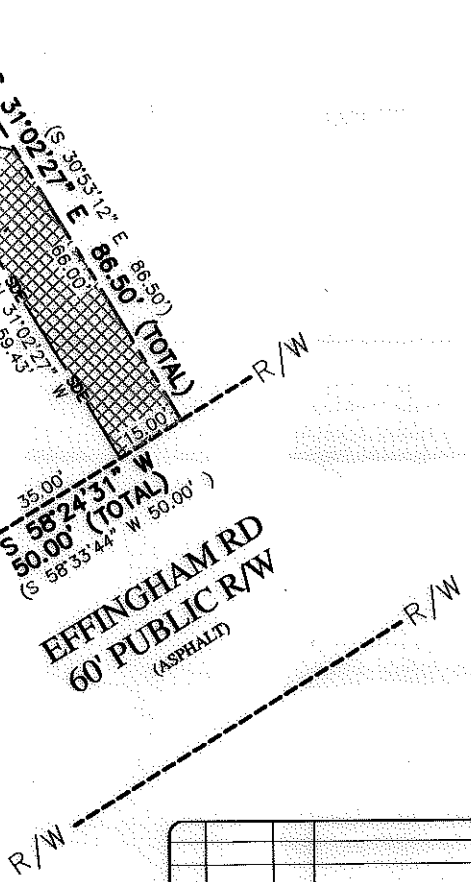 S 31°02'27" E 86.50' (TOTAL)
(S 30°53'12" E 86.50')
66.00'
N 31°02'27" W
59.43'
15.00'
35.00'
S 58°24'31" W
50.00' (TOTAL)
(S 58°33'44" W 50.00' )
R/W
EFFINGHAM RD
60' PUBLIC R/W
(ASPHALT)
R/W
R/W